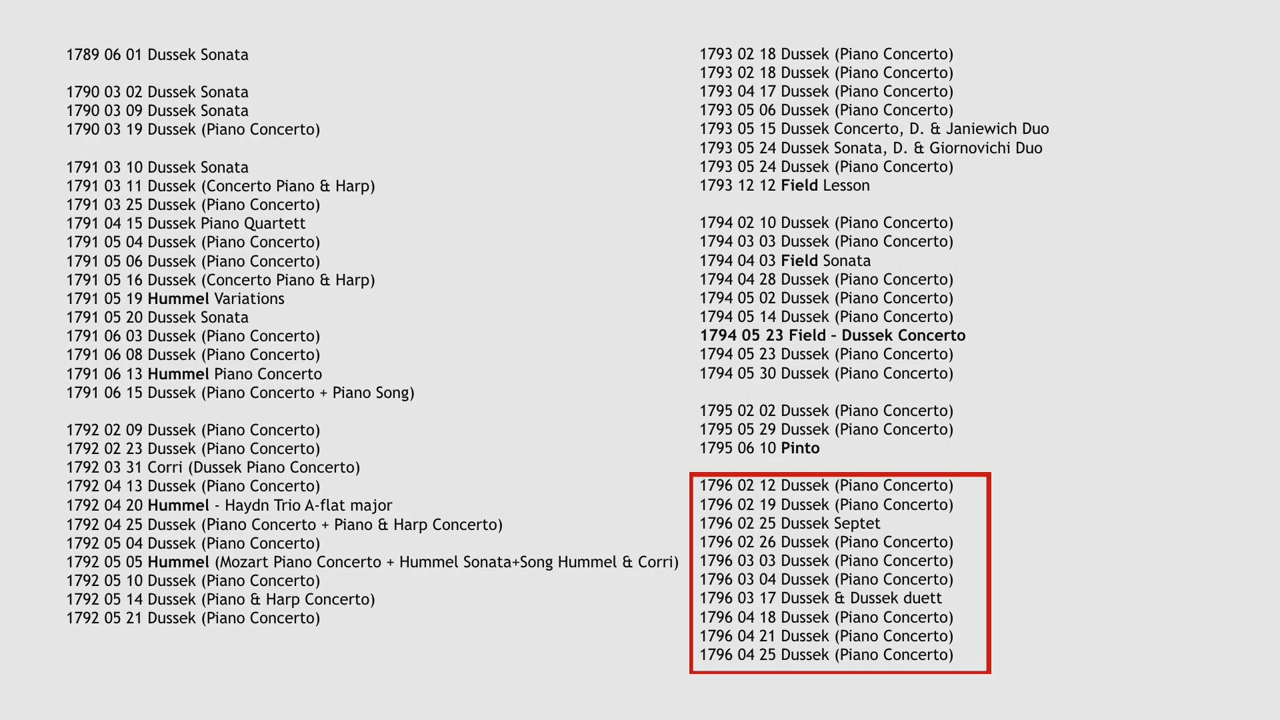 1789 06 01 Dussek Sonata
1790 03 02 Dussek Sonata
1790 03 09 Dussek Sonata
1790 03 19 Dussek (Piano Concerto)
1791 03 10 Dussek Sonata
1791 03 11 Dussek (Concerto Piano & Harp)
1791 03 25 Dussek (Piano Concerto)
1791 04 15 Dussek Piano Quartett
1791 05 04 Dussek (Piano Concerto)
1791 05 06 Dussek (Piano Concerto)
1791 05 16 Dussek (Concerto Piano & Harp)
1791 05 19 Hummel Variations
1791 05 20 Dussek Sonata
1791 06 03 Dussek (Piano Concerto)
1791 06 08 Dussek (Piano Concerto)
1791 06 13 Hummel Piano Concerto
1791 06 15 Dussek (Piano Concerto + Piano Song)
1792 02 09 Dussek (Piano Concerto)
1792 02 23 Dussek (Piano Concerto)
1792 03 31 Corri (Dussek Piano Concerto)
1792 04 13 Dussek (Piano Concerto)
1792 04 20 Hummel - Haydn Trio A-flat major
1792 04 25 Dussek (Piano Concerto + Piano & Harp Concerto)
1792 05 04 Dussek (Piano Concerto)
1792 05 05 Hummel (Mozart Piano Concerto + Hummel Sonata+Song Hummel & Corri)
1792 05 10 Dussek (Piano Concerto)
1792 05 14 Dussek (Piano & Harp Concerto)
1792 05 21 Dussek (Piano Concerto)
1793 02 18 Dussek (Piano Concerto)
1793 02 18 Dussek (Piano Concerto)
1793 04 17 Dussek (Piano Concerto)
1793 05 06 Dussek (Piano Concerto)
1793 05 15 Dussek Concerto, D. & Janiewich Duo
1793 05 24 Dussek Sonata, D. & Giornovichi Duo
1793 05 24 Dussek (Piano Concerto)
1793 12 12 Field Lesson
1794 02 10 Dussek (Piano Concerto)
1794 03 03 Dussek (Piano Concerto)
1794 04 03 Field Sonata
1794 04 28 Dussek (Piano Concerto)
1794 05 02 Dussek (Piano Concerto)
1794 05 14 Dussek (Piano Concerto)
1794 05 23 Field – Dussek Concerto
1794 05 23 Dussek (Piano Concerto)
1794 05 30 Dussek (Piano Concerto)
1795 02 02 Dussek (Piano Concerto)
1795 05 29 Dussek (Piano Concerto)
1795 06 10 Pinto
1796 02 12 Dussek (Piano Concerto)
1796 02 19 Dussek (Piano Concerto)
1796 02 25 Dussek Septet
1796 02 26 Dussek (Piano Concerto)
1796 03 03 Dussek (Piano Concerto)
1796 03 04 Dussek (Piano Concerto)
1796 03 17 Dussek & Dussek duett
1796 04 18 Dussek (Piano Concerto)
1796 04 21 Dussek (Piano Concerto)
1796 04 25 Dussek (Piano Concerto)